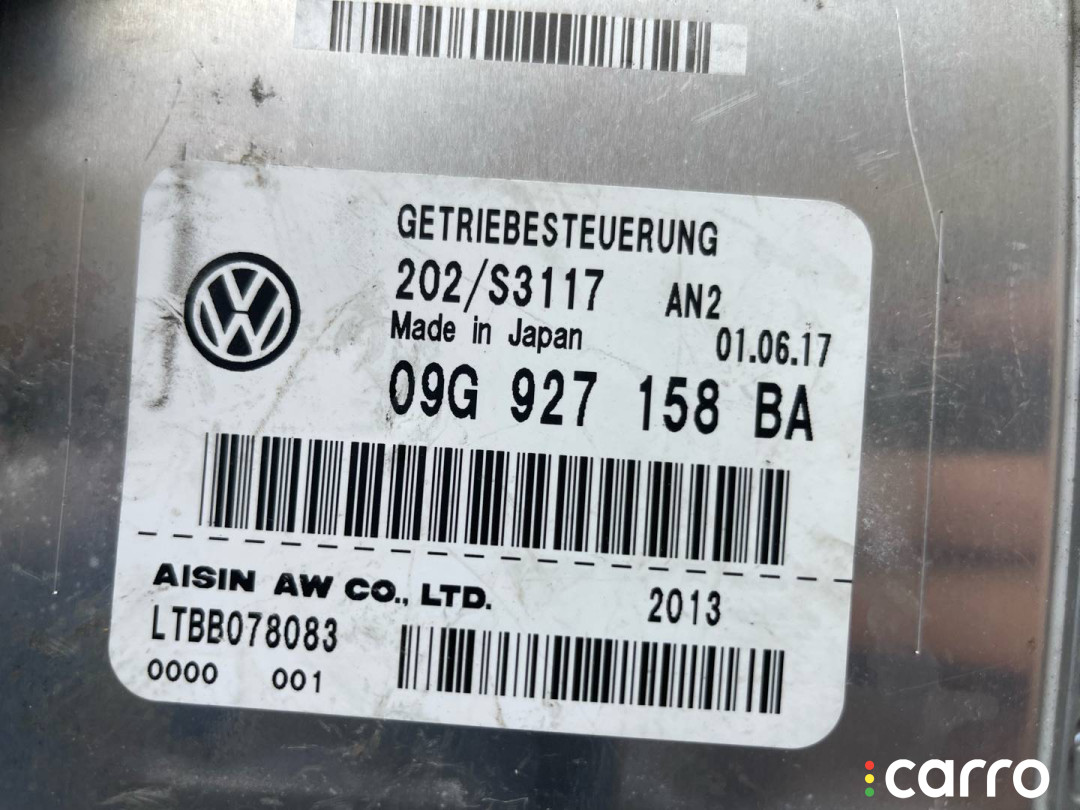 GETRIEBESTEUERUNG
202/S3117 AN2
Made in Japan 01.06.17
09G 927 158 BA
AISIN AW CO., LTD. 2013
LTBB078083
0000 001
carro